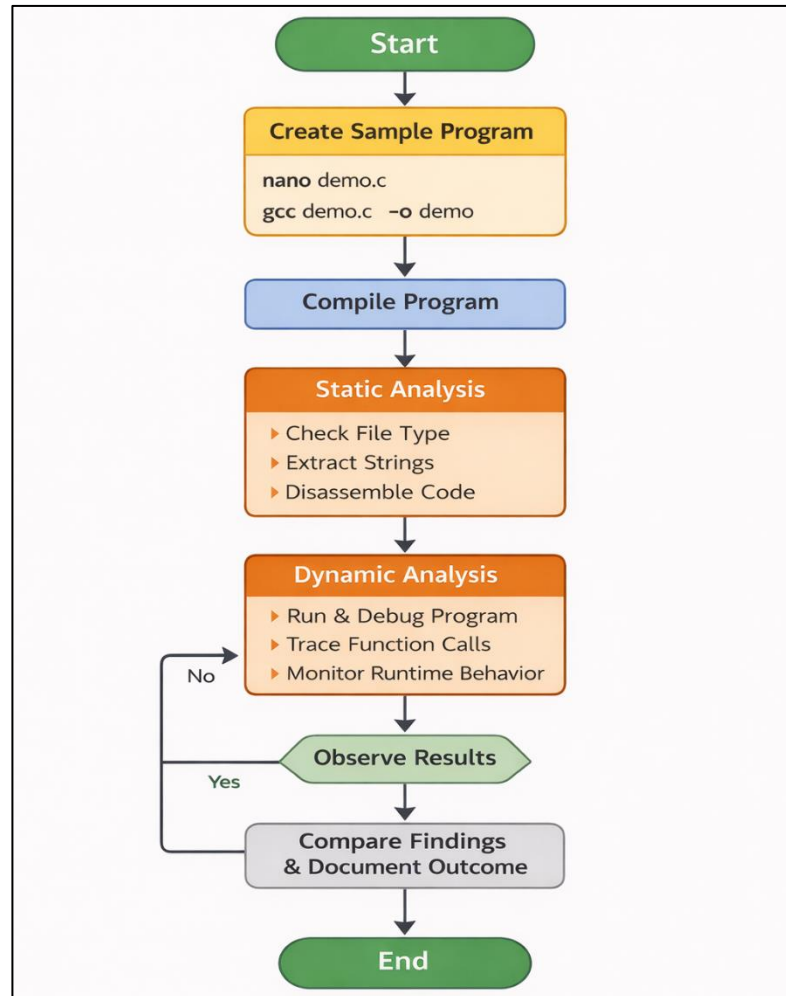 Start
Create Sample Program
nano demo.c
gcc demo.c -o demo
Compile Program
Static Analysis
Check File Type
Extract Strings
Disassemble Code
Dynamic Analysis
Run & Debug Program
Trace Function Calls
Monitor Runtime Behavior
No
Observe Results
Yes
Compare Findings
& Document Outcome
End